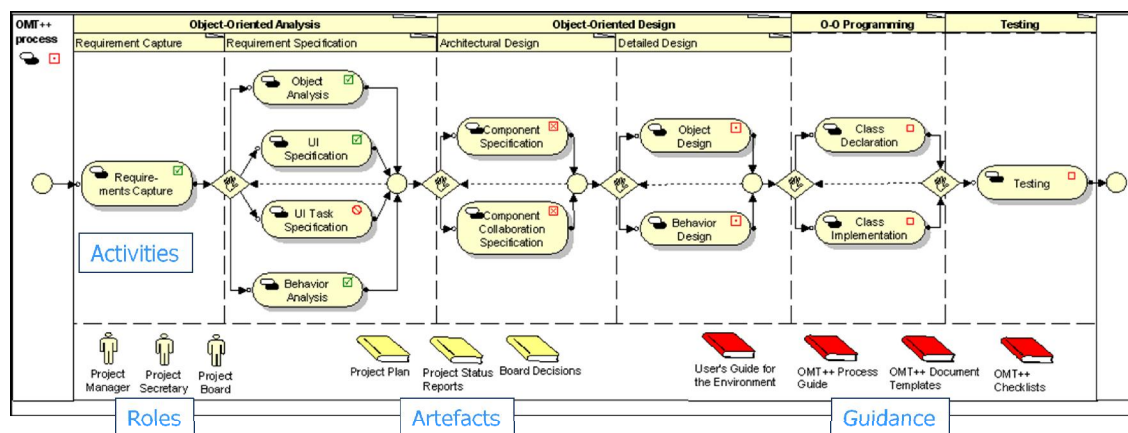 OMT++
process
Object-Oriented Analysis
Object-Oriented Design
O-O Programming
Testing
Requirement Capture
Requirement Specification
Architectural Design
Detailed Design
Object
Analysis
UI
Specification
UI Task
Specification
Behavior
Analysis
Require-
ments Capture
Component
Specification
Component
Collaboration
Specification
Object
Design
Behavior
Design
Class
Declaration
Class
Implementation
Testing
Activities
Project
Manager
Project
Secretary
Project
Board
Project Plan
Project Status
Reports
Board Decisions
User's Guide for
the Environment
OMT++ Process
Guide
OMT++ Document
Templates
OMT++
Checklists
Roles
Artefacts
Guidance